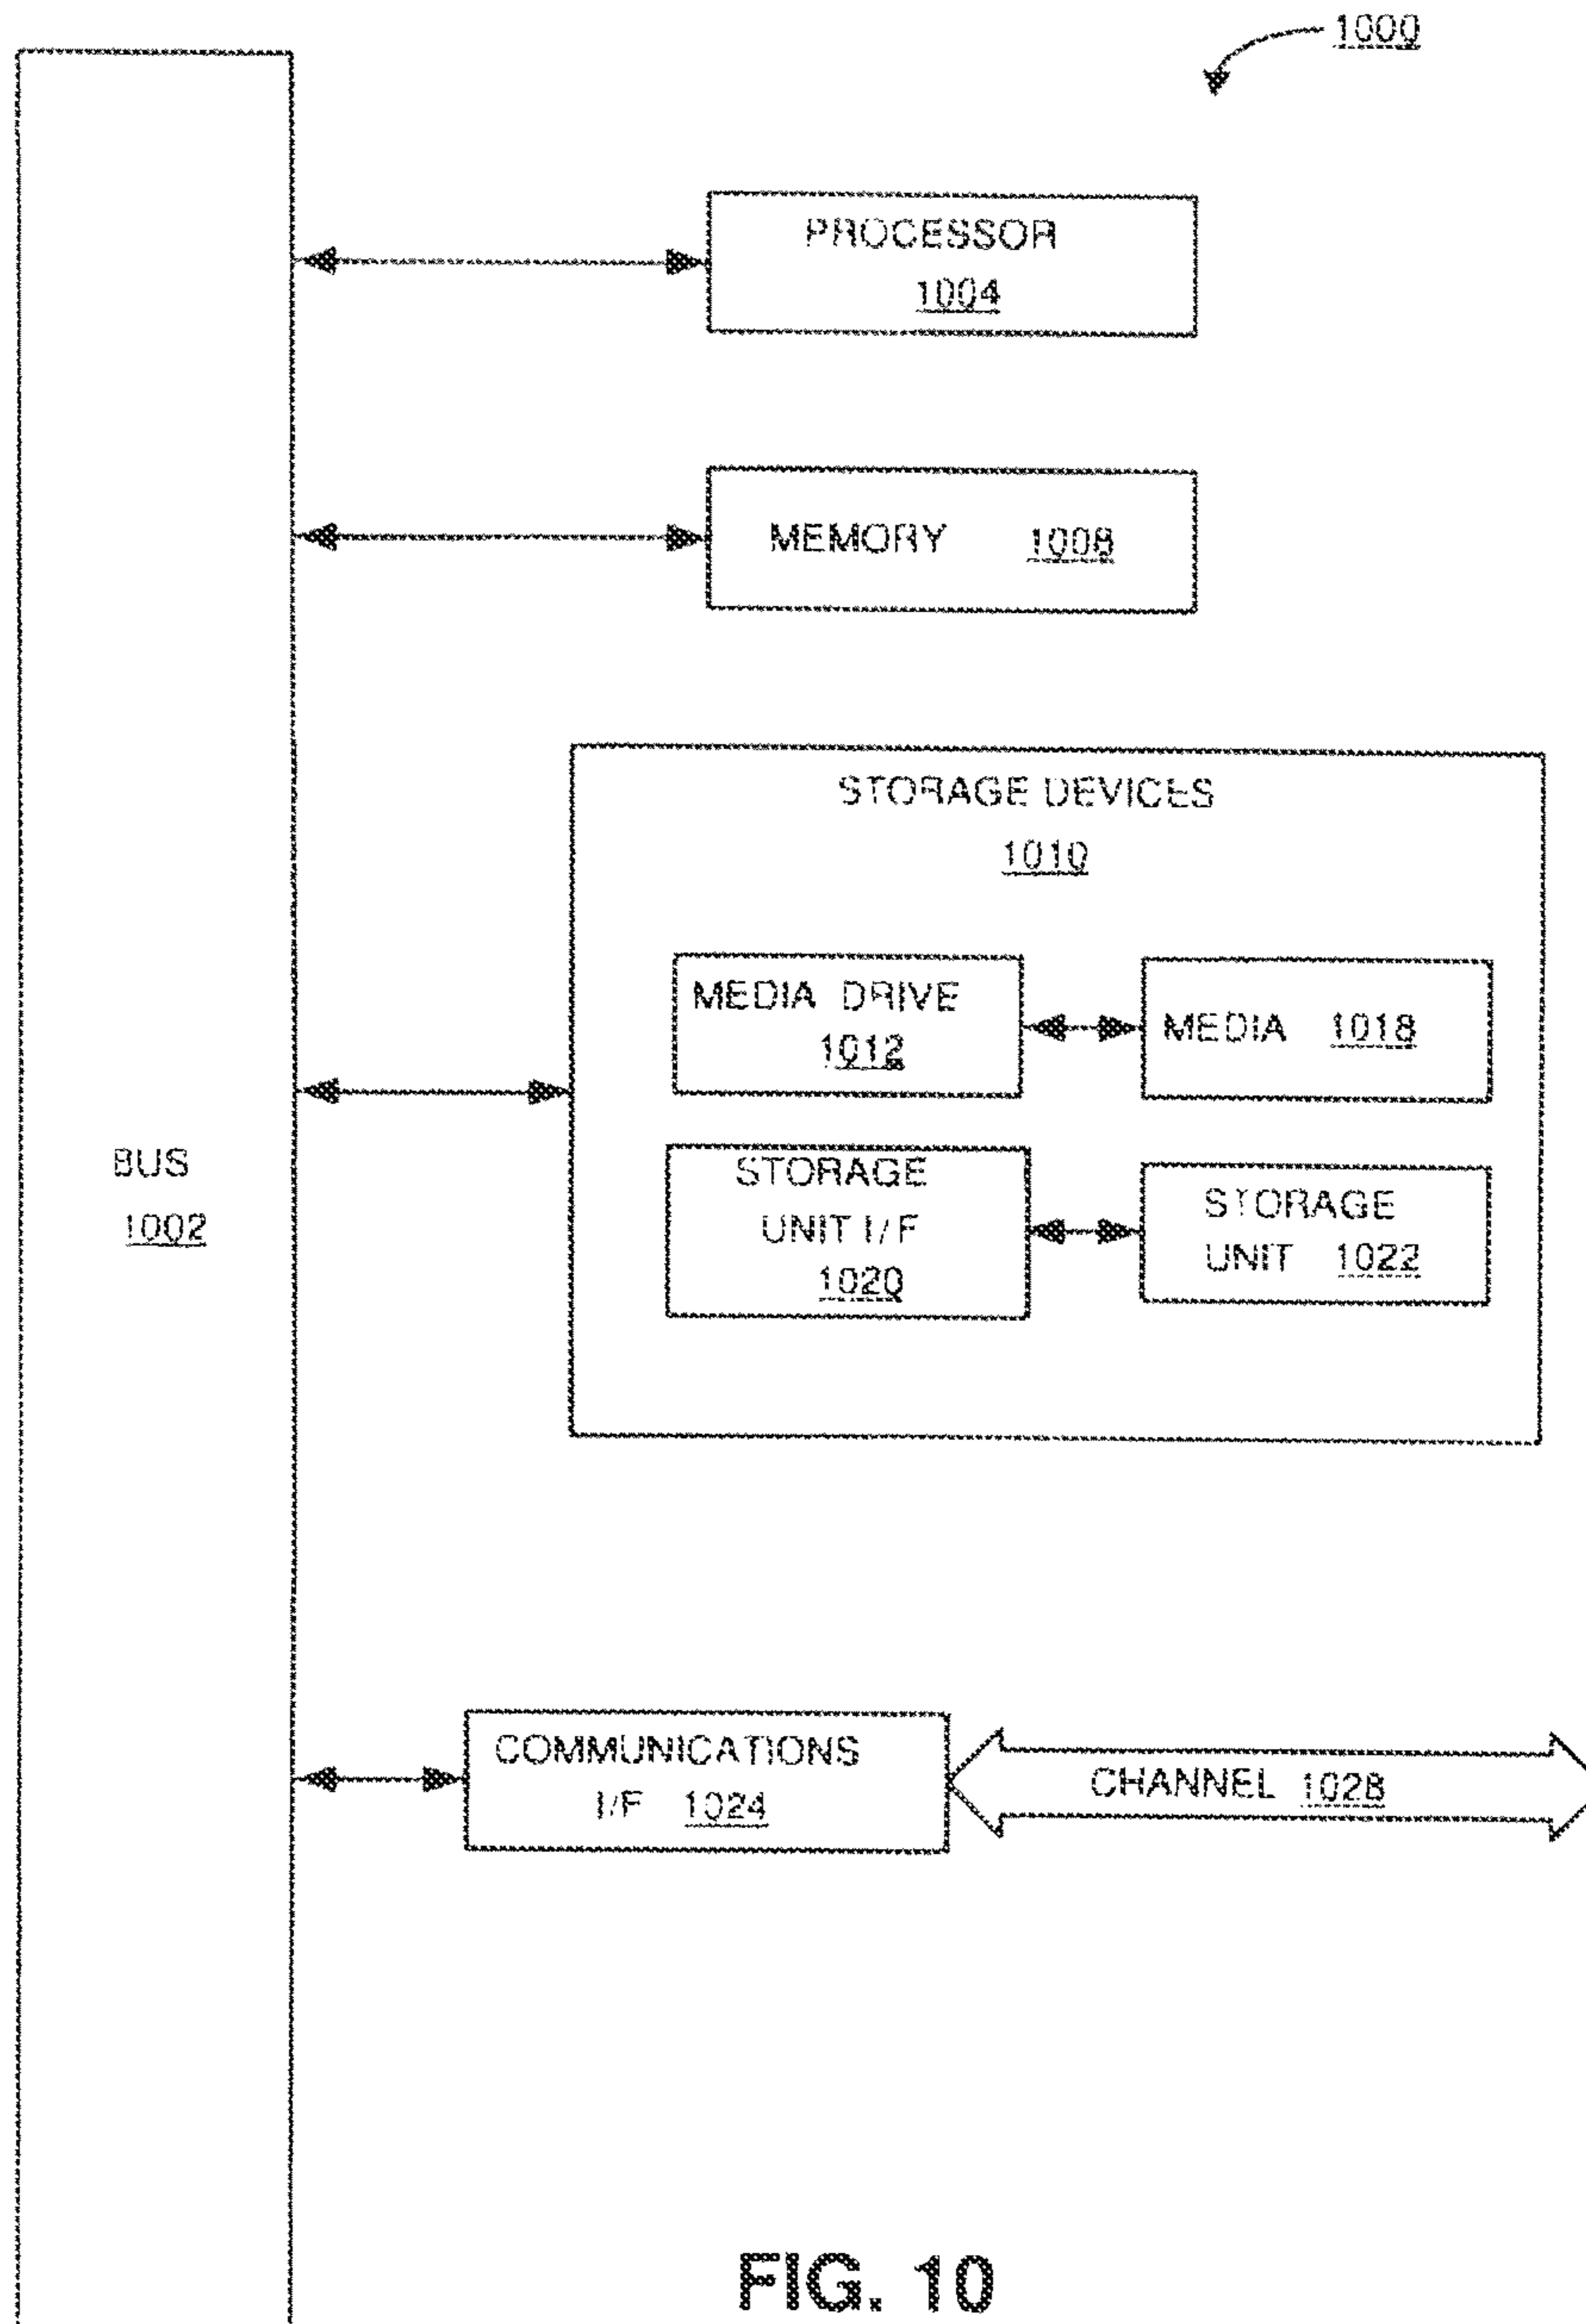 1000
PROCESSOR
1004
MEMORY 1008
STORAGE DEVICES
1010
MEDIA DRIVE
1012
MEDIA 1018
STORAGE
UNIT I/F
1020
STORAGE
UNIT 1022
BUS
1002
COMMUNICATIONS
I/F 1024
CHANNEL 1028
FIG. 10